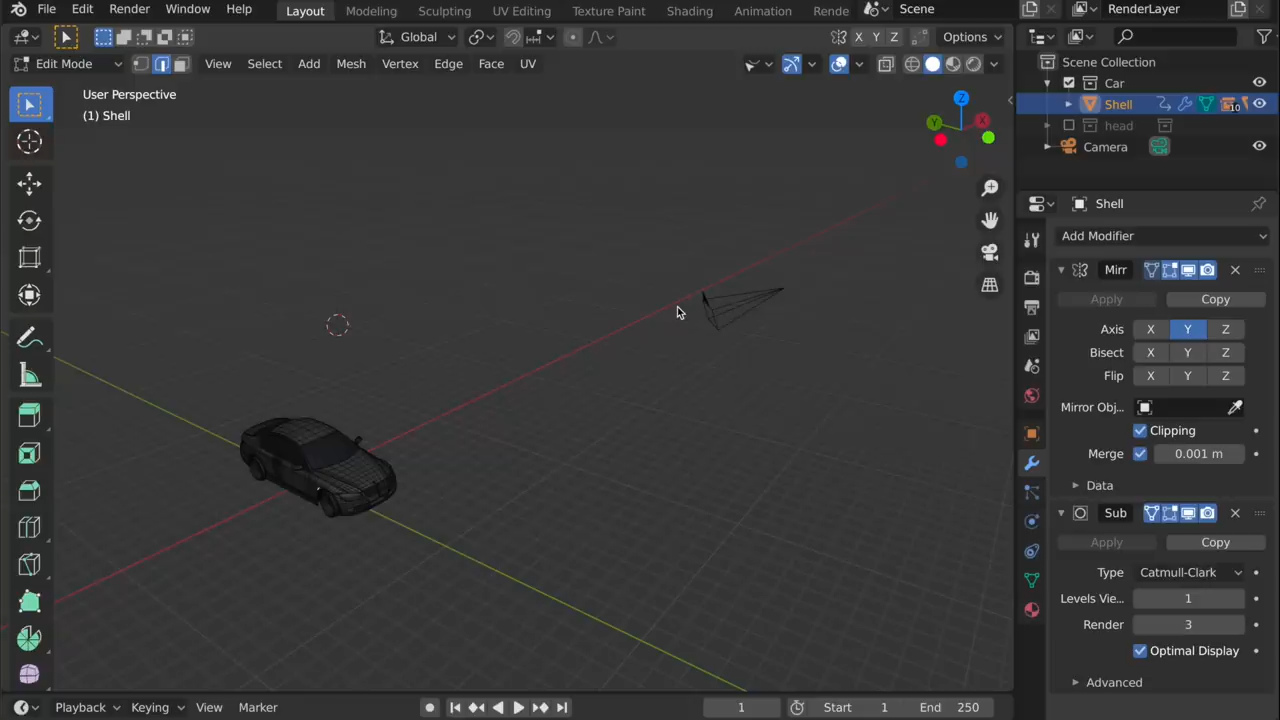 File Edit Render Window Help Layout Modeling Sculpting UV Editing Texture Paint Shading Animation Rende Scene RenderLayer
Global X Y Z Options
Edit Mode View Select Add Mesh Vertex Edge Face UV
User Perspective
(1) Shell
Z
Y
X
Scene Collection
Car
Shell 10
head
Camera
Shell
Add Modifier
Mirr
Apply Copy
Axis X Y Z
Bisect X Y Z
Flip X Y Z
Mirror Obj...
Clipping
Merge 0.001 m
Data
Sub
Apply Copy
Type Catmull-Clark
Levels Vie... 1
Render 3
Optimal Display
Advanced
Playback Keying View Marker 1 Start 1 End 250